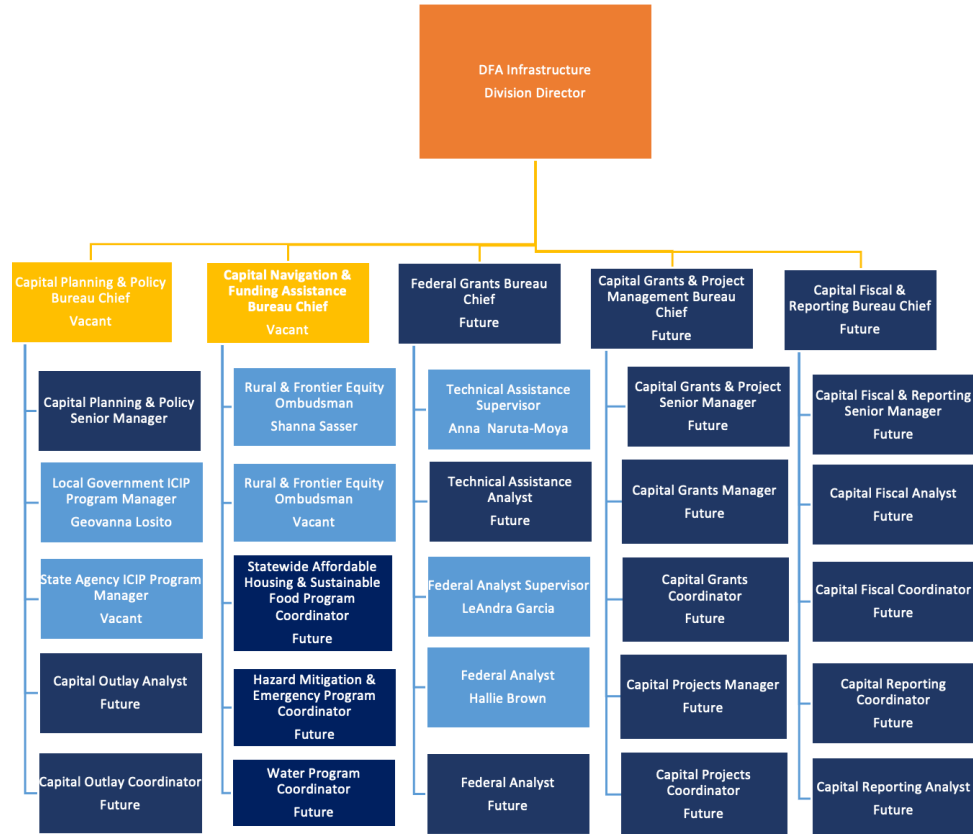 DFA Infrastructure
Division Director
Capital Planning & Policy
Bureau Chief
Vacant
Capital Planning & Policy
Senior Manager
Local Government ICIP
Program Manager
Geovanna Losito
State Agency ICIP Program
Manager
Vacant
Capital Outlay Analyst
Future
Capital Outlay Coordinator
Future
Capital Navigation &
Funding Assistance
Bureau Chief
Vacant
Rural & Frontier Equity
Ombudsman
Shanna Sasser
Rural & Frontier Equity
Ombudsman
Vacant
Statewide Affordable
Housing & Sustainable
Food Program
Coordinator
Future
Hazard Mitigation &
Emergency Program
Coordinator
Future
Water Program
Coordinator
Future
Federal Grants Bureau
Chief
Future
Technical Assistance
Supervisor
Anna Naruta-Moya
Technical Assistance
Analyst
Future
Federal Analyst Supervisor
LeAndra Garcia
Federal Analyst
Hallie Brown
Federal Analyst
Future
Capital Grants & Project
Management Bureau
Chief
Future
Capital Grants & Project
Senior Manager
Future
Capital Grants Manager
Future
Capital Grants
Coordinator
Future
Capital Projects Manager
Future
Capital Projects
Coordinator
Future
Capital Fiscal &
Reporting Bureau Chief
Future
Capital Fiscal & Reporting
Senior Manager
Future
Capital Fiscal Analyst
Future
Capital Fiscal Coordinator
Future
Capital Reporting
Coordinator
Future
Capital Reporting Analyst
Future